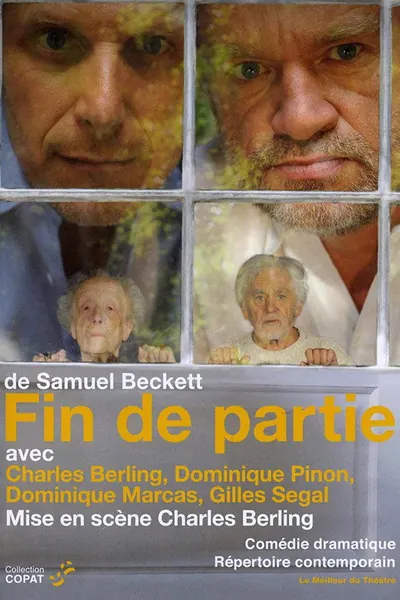 de Samuel Beckett
Fin de partie
avec
Charles Berling, Dominique Pinon,
Dominique Marcas, Gilles Segal
Mise en scène Charles Berling
Comédie dramatique
Répertoire contemporain
Le Meilleur du Théâtre
Collection
COPAT